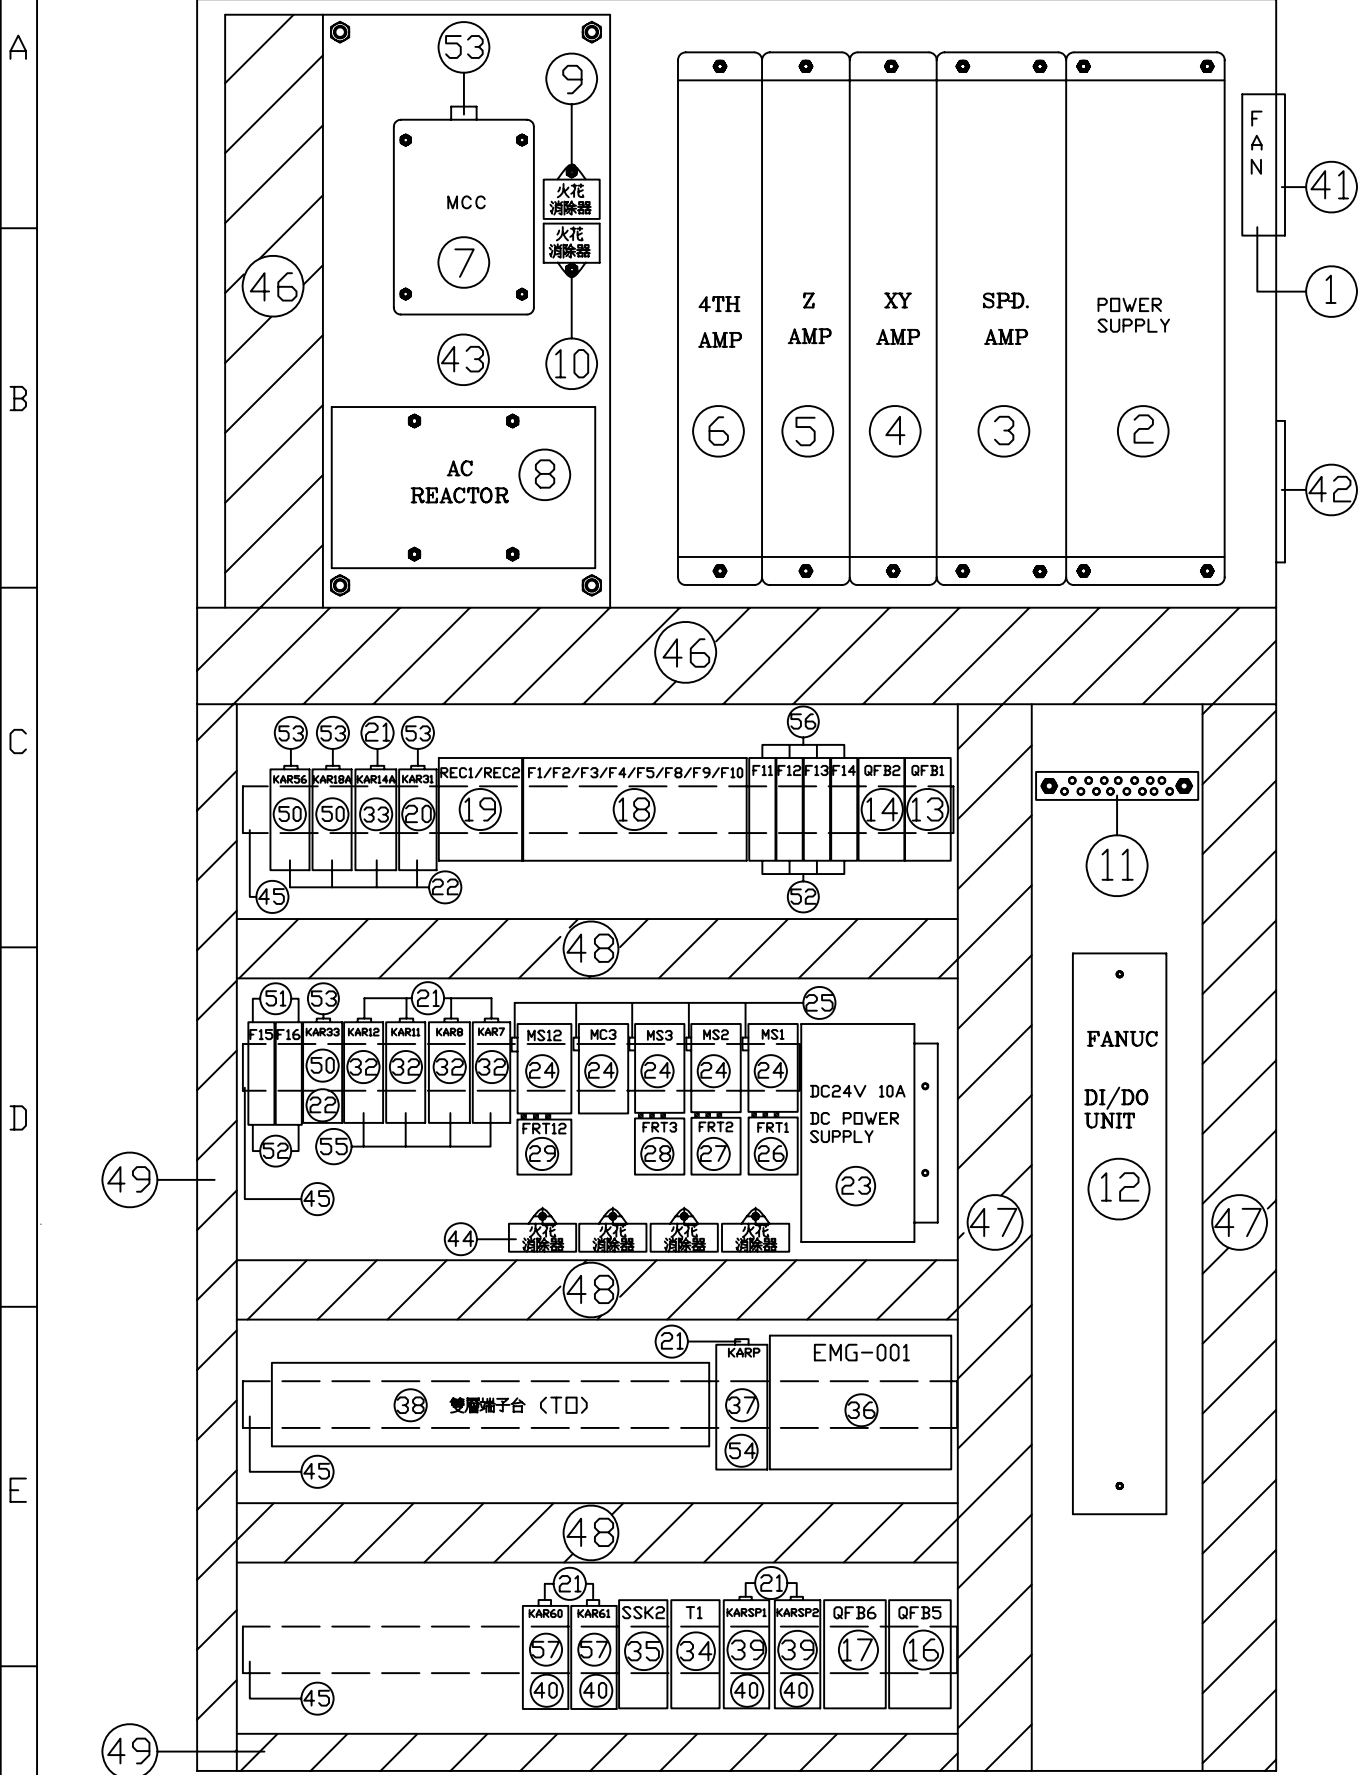 A
B
C
D
E
53
9
MCC
火花
消除器
火花
消除器
7
10
43
46
AC
REACTOR
8
4TH
AMP
6
Z
AMP
5
XY
AMP
4
SPD.
AMP
3
POWER
SUPPLY
2
FAN
41
1
42
46
53
53
21
53
56
KAR56
KAR18A
KAR14A
KAR31
REC1/REC2
F1/F2/F3/F4/F5/F8/F9/F10
F11
F12
F13
F14
QFB2
QFB1
50
50
33
20
19
18
14
13
45
22
52
11
48
51
53
21
25
F15
F16
KAR33
KAR12
KAR11
KAR8
KAR7
MS12
MC3
MS3
MS2
MS1
50
32
32
32
32
24
24
24
24
24
22
FRT12
FRT3
FRT2
FRT1
29
28
27
26
DC24V 10A
DC POWER
SUPPLY
23
52
55
45
49
44
火花
消除器
火花
消除器
火花
消除器
火花
消除器
FANUC
DI/DO
UNIT
12
47
47
48
21
KARP
EMG-001
38
雙層端子台 (TO)
37
36
54
45
48
21
21
KAR60
KAR61
SSK2
T1
KARSP1
KARSP2
QFB6
QFB5
57
57
35
34
39
39
17
16
40
40
40
40
45
49